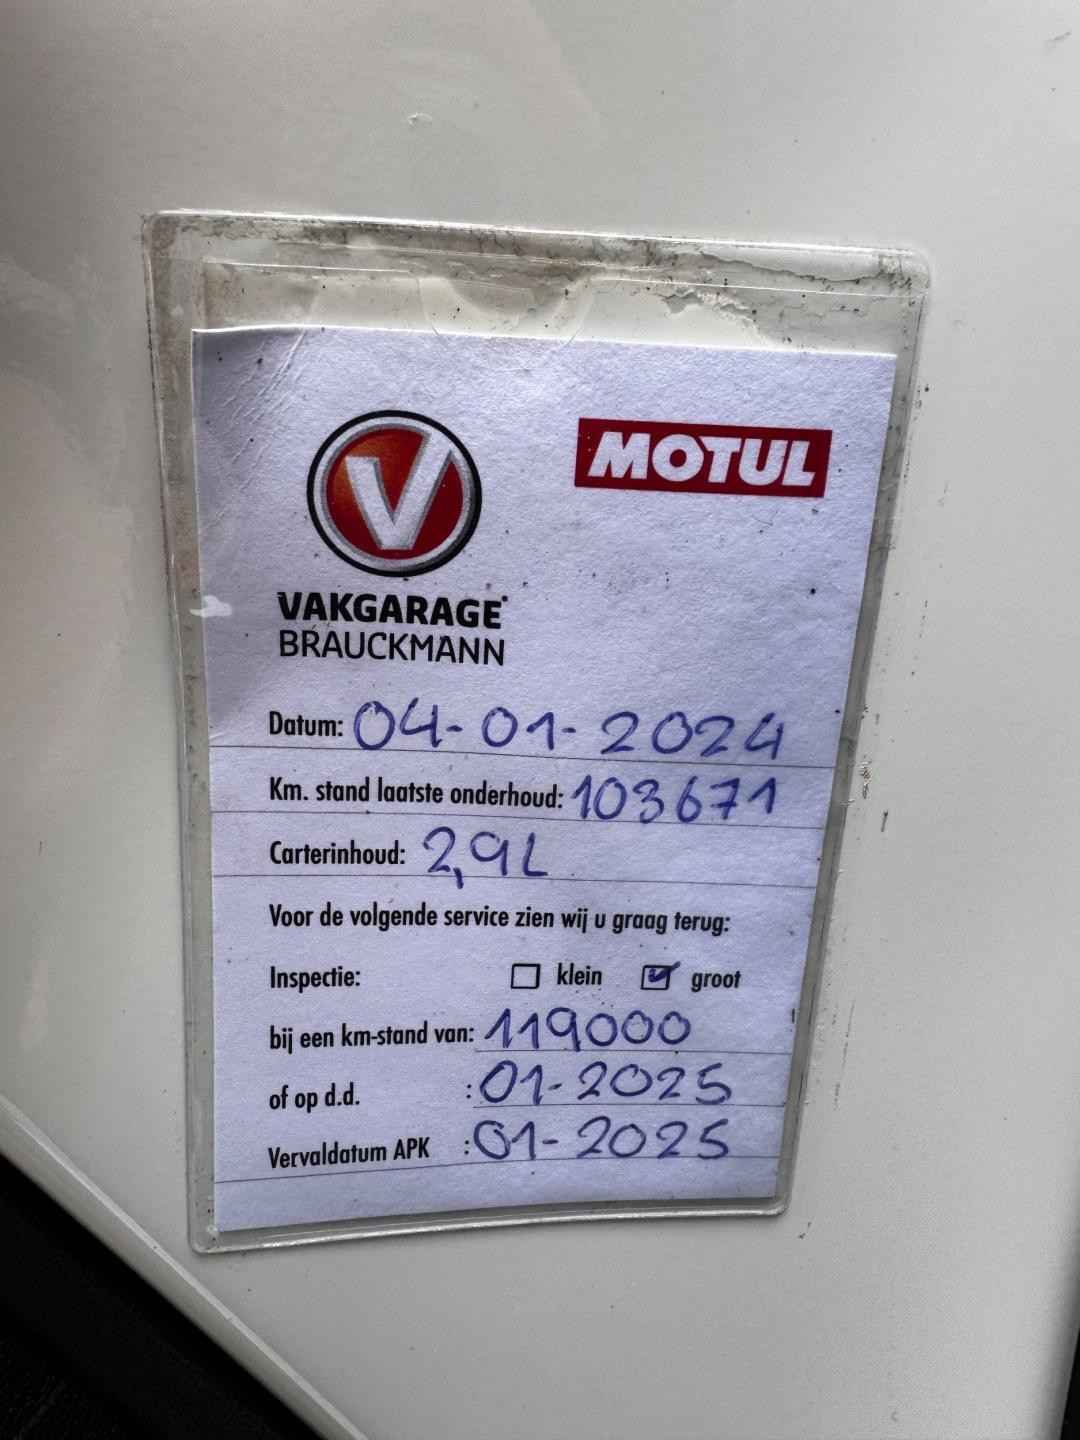 V
MOTUL
VAKGARAGE
BRAUCKMANN
Datum: 04-01-2024
Km. stand laatste onderhoud: 103671
Carterinhoud: 2,9L
Voor de volgende service zien wij u graag terug:
Inspectie: klein groot
bij een km-stand van: 119000
of op d.d. : 01-2025
Vervaldatum APK : 01-2025